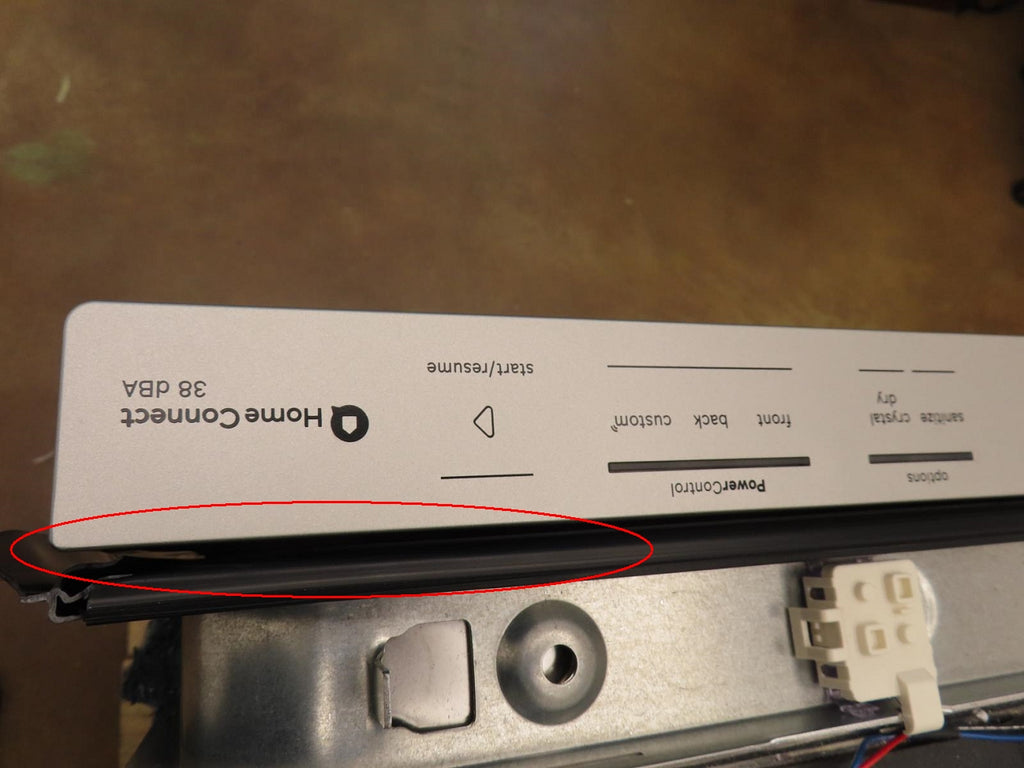 options
sanitize crystal
dry
PowerControl
front back custom
start/resume
Home Connect
38 dBA